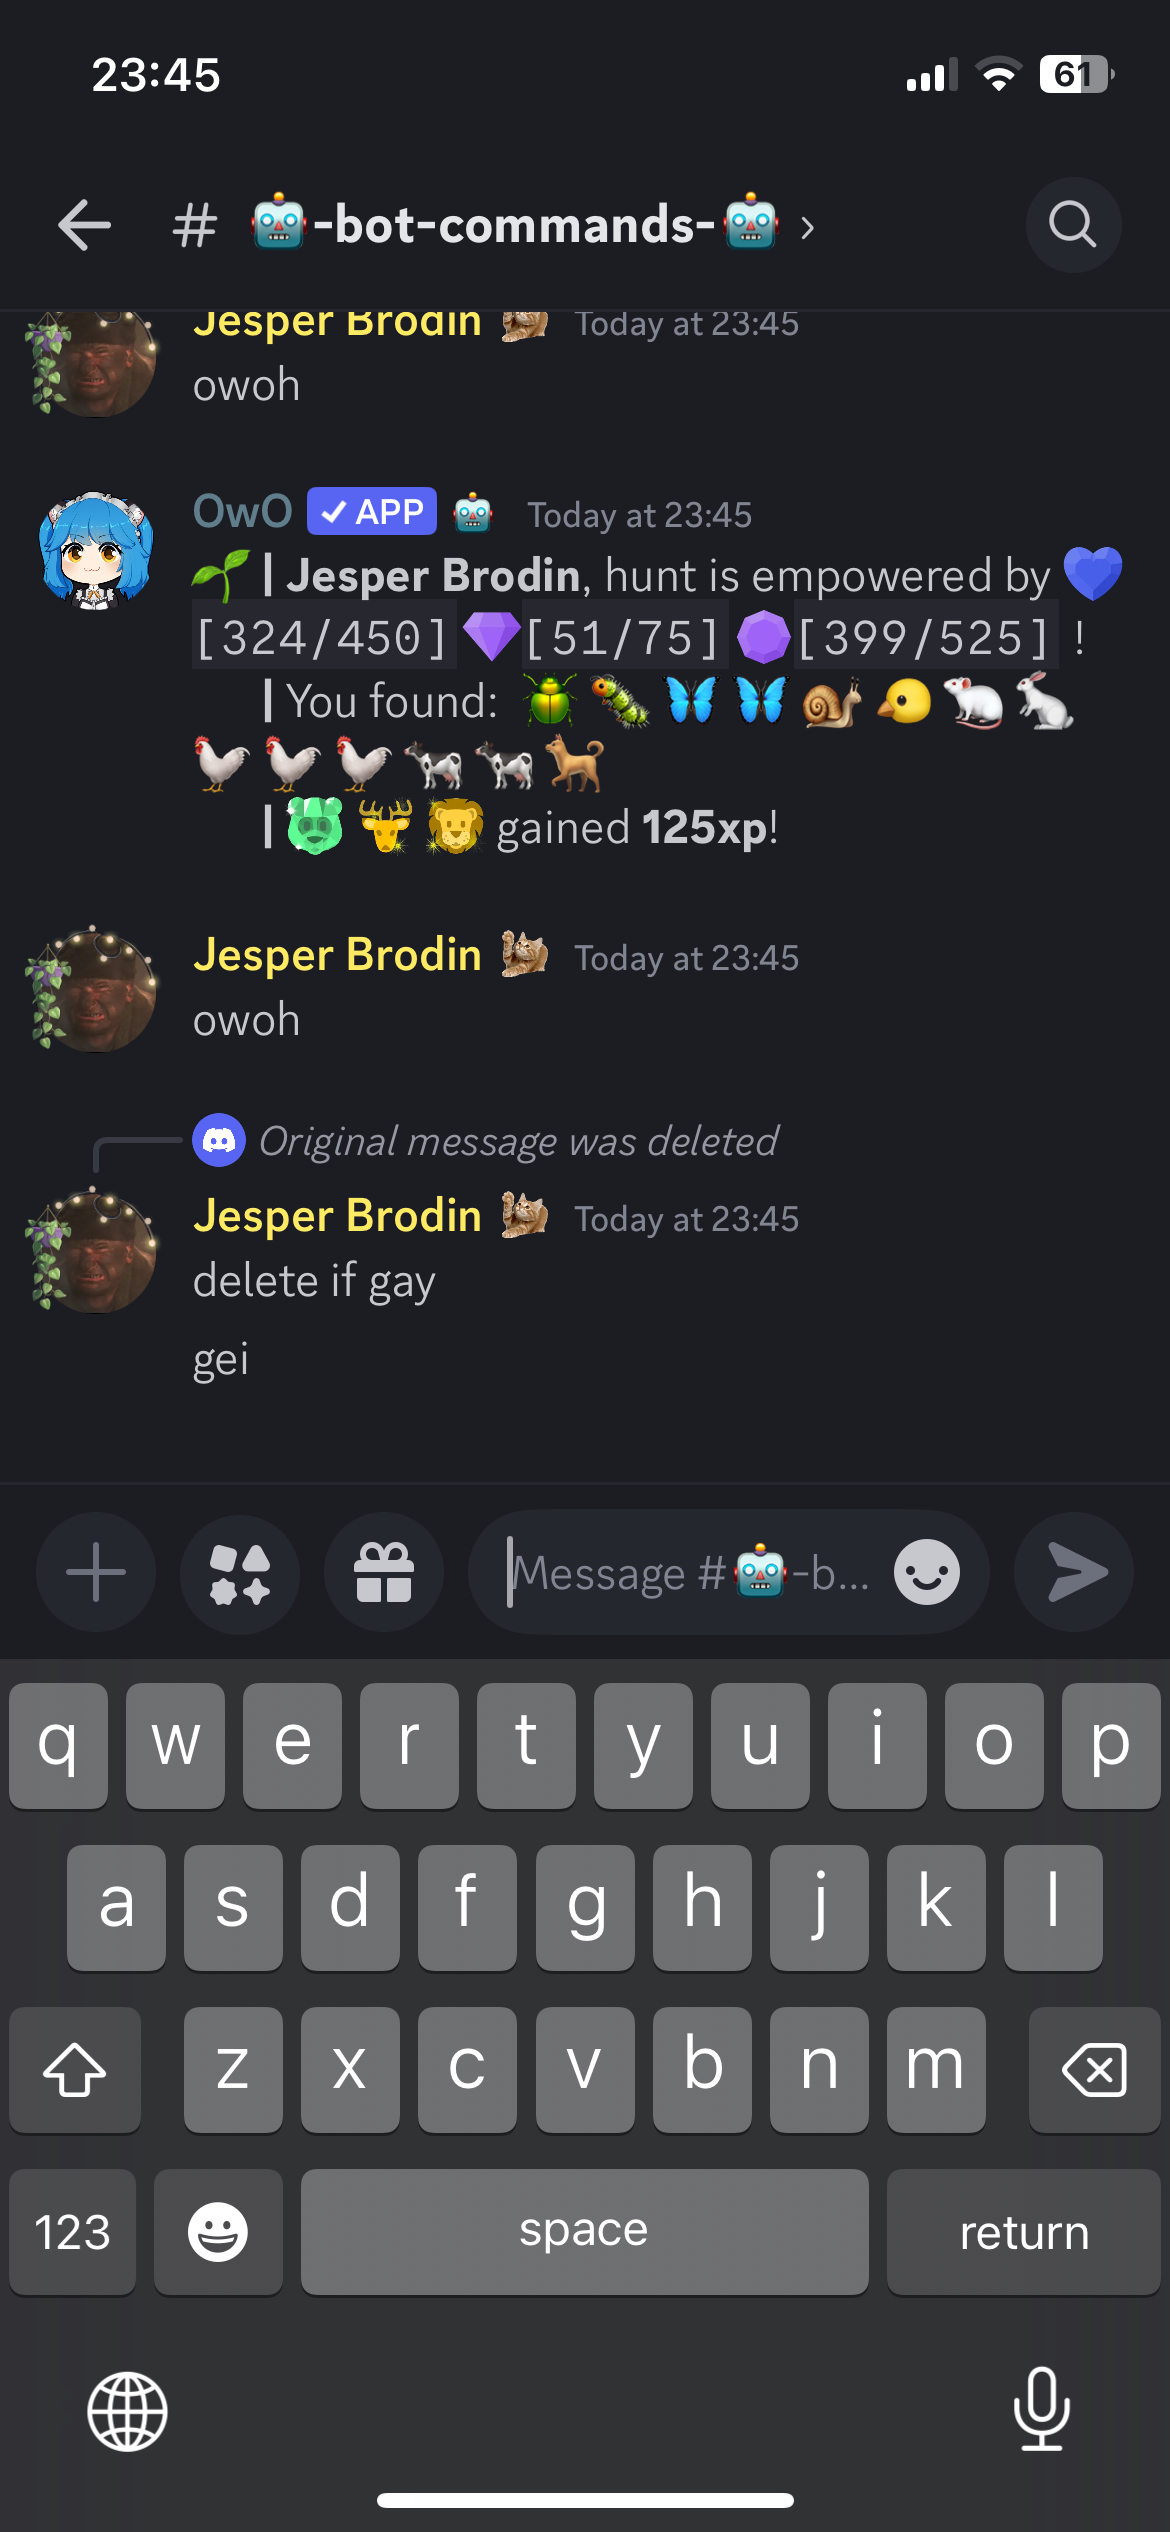 23:45
61
# 🤖-bot-commands-🤖 ›
Jesper Brodin Today at 23:45
owoh
OwO ✓ APP 🤖 Today at 23:45
🌱 | Jesper Brodin, hunt is empowered by 💙
[324/450] [51/75] [399/525] !
| You found: 🪲 🐛 🦋 🦋 🐌 🐤 🐁 🐇
🐓 🐓 🐓 🐄 🐄 🐕
| gained 125xp!
Jesper Brodin Today at 23:45
owoh
Original message was deleted
Jesper Brodin Today at 23:45
delete if gay
gei
Message #🤖-b...
q w e r t y u i o p
a s d f g h j k l
z x c v b n m
123 space return